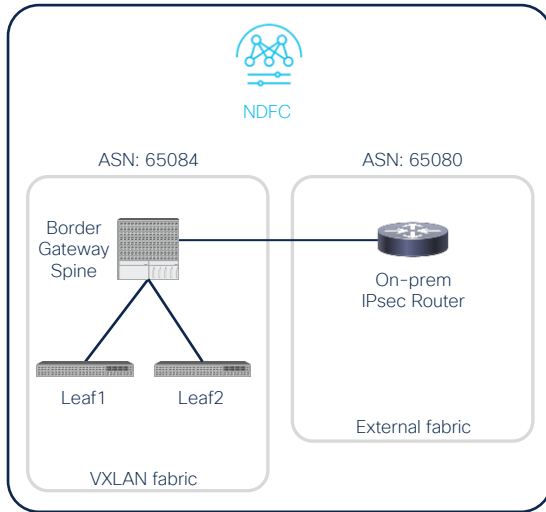 NDFC
ASN: 65084
ASN: 65080
Border
Gateway
Spine
On-prem
IPsec Router
Leaf1
Leaf2
External fabric
VXLAN fabric